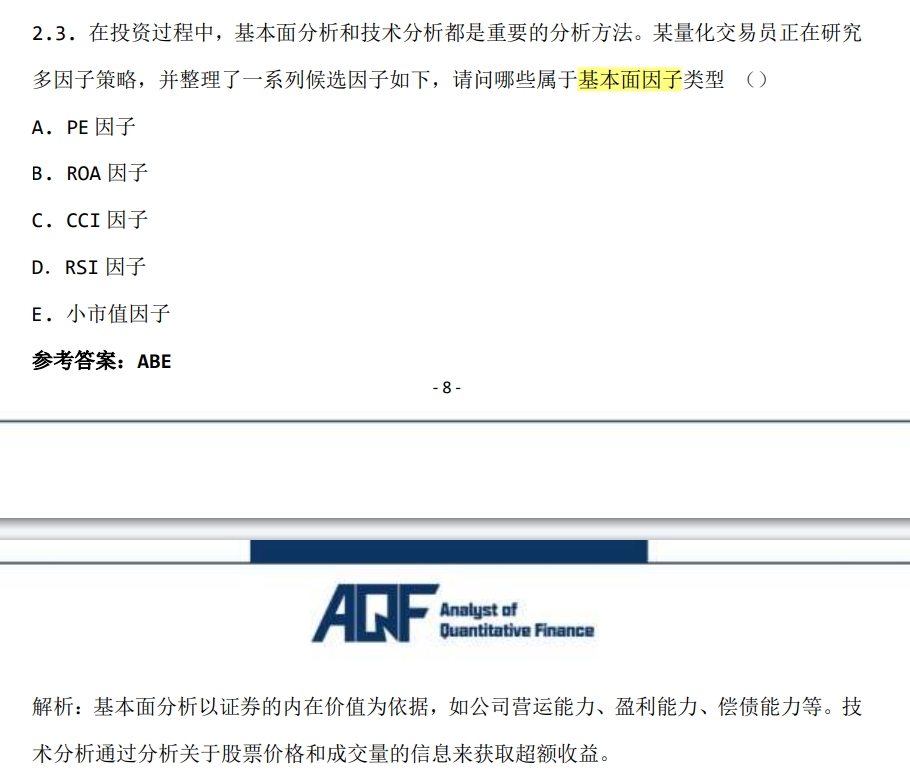 2.3. 在投资过程中，基本面分析和技术分析都是重要的分析方法。某量化交易员正在研究
多因子策略，并整理了一系列候选因子如下，请问哪些属于基本面因子类型 （）
A. PE 因子
B. ROA 因子
C. CCI 因子
D. RSI 因子
E. 小市值因子
参考答案：ABE
- 8 -
AQF Analyst of
Quantitative Finance
解析：基本面分析以证券的内在价值为依据，如公司营运能力、盈利能力、偿债能力等。技
术分析通过分析关于股票价格和成交量的信息来获取超额收益。